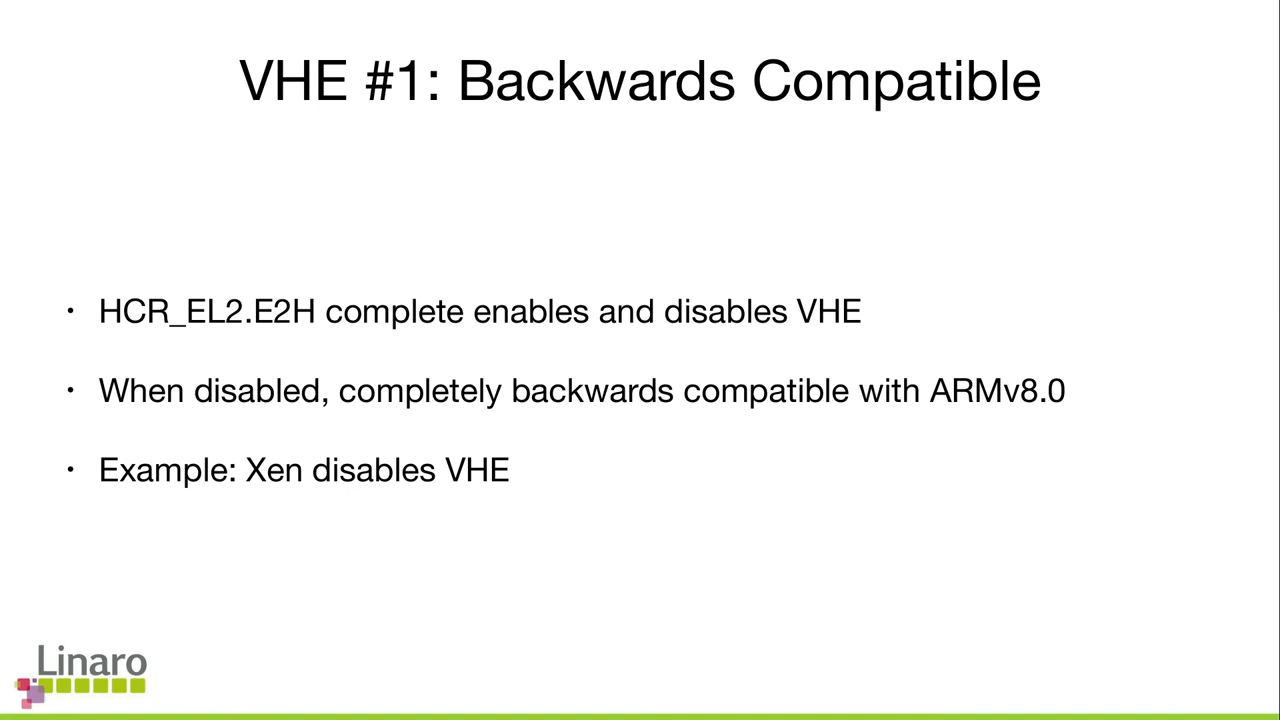 VHE #1: Backwards Compatible
• HCR_EL2.E2H complete enables and disables VHE
• When disabled, completely backwards compatible with ARMv8.0
• Example: Xen disables VHE
Linaro